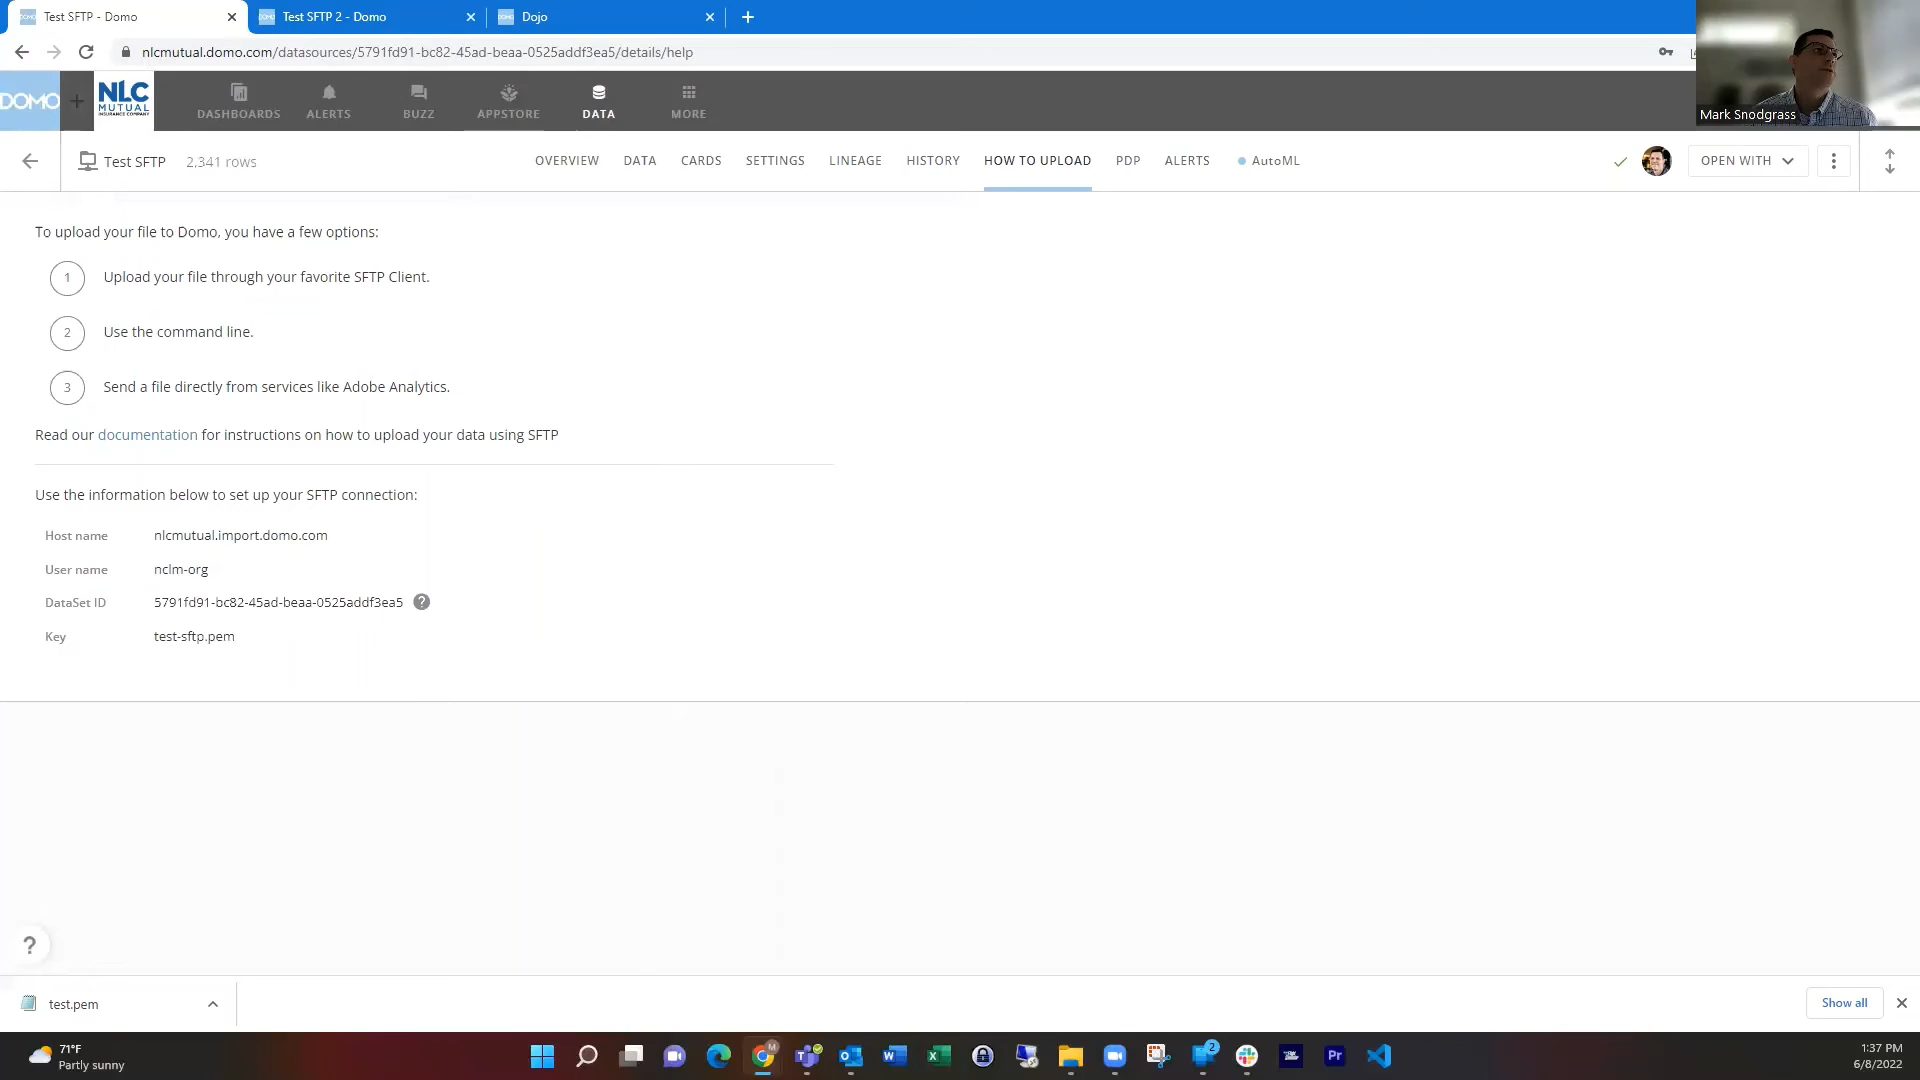 Test SFTP - Domo
Test SFTP 2 - Domo
Dojo
nlcmutual.domo.com/datasources/5791fd91-bc82-45ad-beaa-0525addf3ea5/details/help
DOMO
NLC
MUTUAL
INSURANCE COMPANY
DASHBOARDS
ALERTS
BUZZ
APPSTORE
DATA
MORE
Mark Snodgrass
Test SFTP 2,341 rows
OVERVIEW
DATA
CARDS
SETTINGS
LINEAGE
HISTORY
HOW TO UPLOAD
PDP
ALERTS
AutoML
OPEN WITH
To upload your file to Domo, you have a few options:
1 Upload your file through your favorite SFTP Client.
2 Use the command line.
3 Send a file directly from services like Adobe Analytics.
Read our documentation for instructions on how to upload your data using SFTP
Use the information below to set up your SFTP connection:
Host name nlcmutual.import.domo.com
User name nclm-org
DataSet ID 5791fd91-bc82-45ad-beaa-0525addf3ea5 ?
Key test-sftp.pem
?
test.pem
Show all
71°F
Partly sunny
2
Pr
1:37 PM
6/8/2022